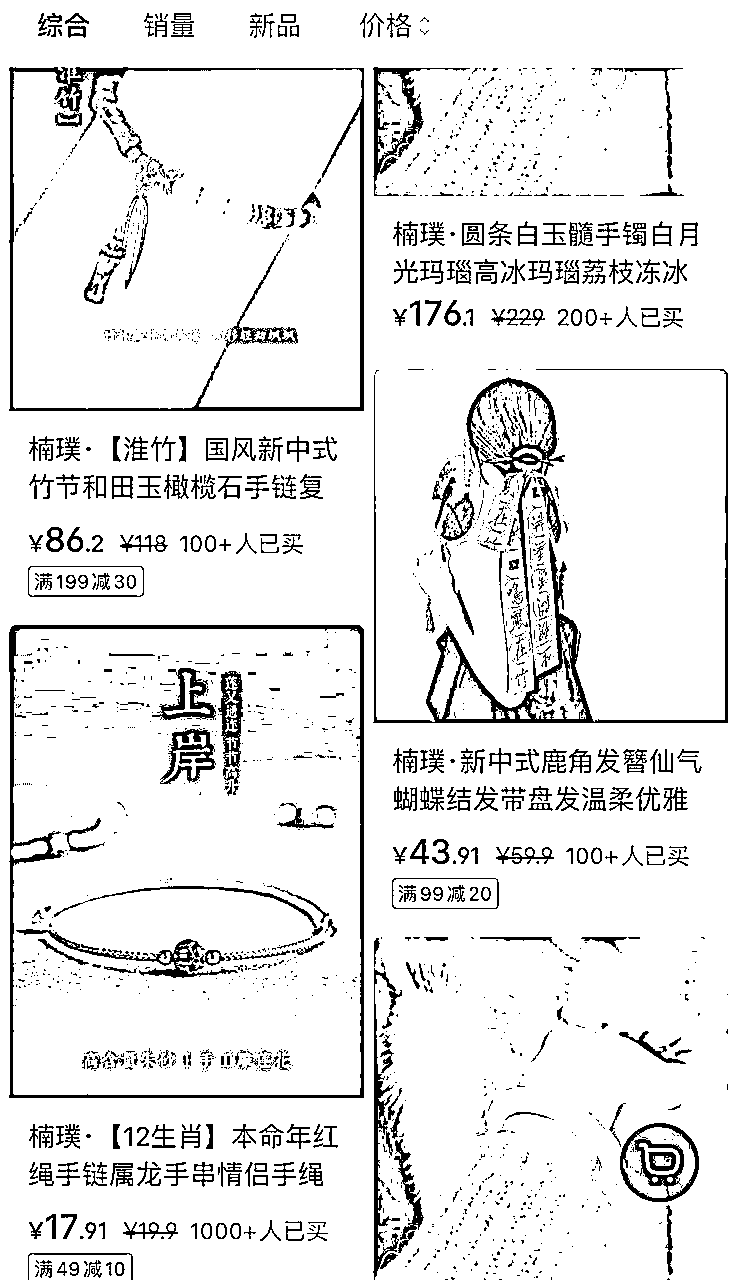 综合 销量 新品 价格
淮竹】
楠璞·【淮竹】国风新中式
竹节和田玉橄榄石手链复
¥86.2 ¥118 100+人已买
满199减30
上岸
楠璞·【12生肖】本命年红
绳手链属龙手串情侣手绳
¥17.91 ¥19.9 1000+人已买
满49减10
楠璞·圆条白玉髓手镯白月
光玛瑙高冰玛瑙荔枝冻冰
¥176.1 ¥229 200+人已买
楠璞·新中式鹿角发簪仙气
蝴蝶结发带盘发温柔优雅
¥43.91 ¥59.9 100+人已买
满99减20